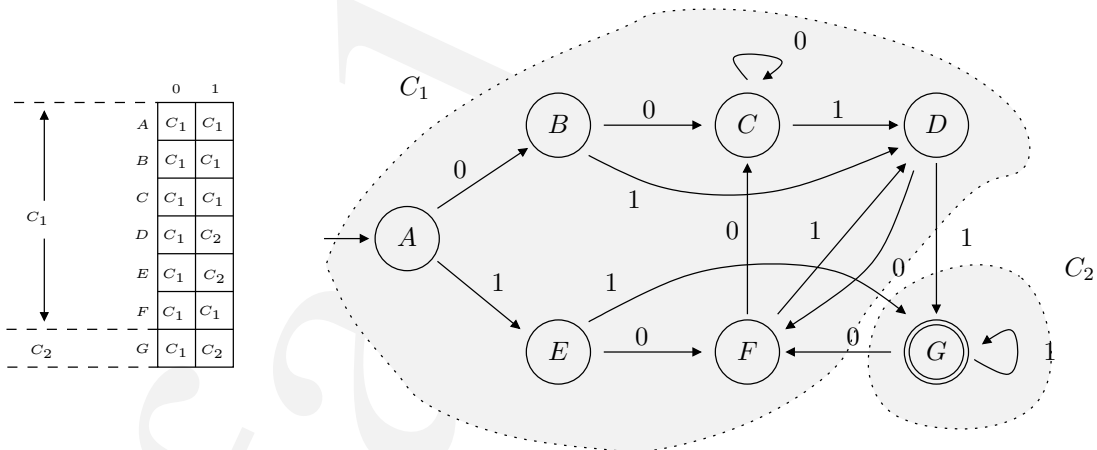 0 1
A C₁ C₁
B C₁ C₁
C C₁ C₁
D C₁ C₂
E C₁ C₂
F C₁ C₁
G C₁ C₂
C₁
C₂
C₁
0
B 0 C 1 D
0
1
A
0 1 1
1 1 0
C₂
E 0 F 0 G 1